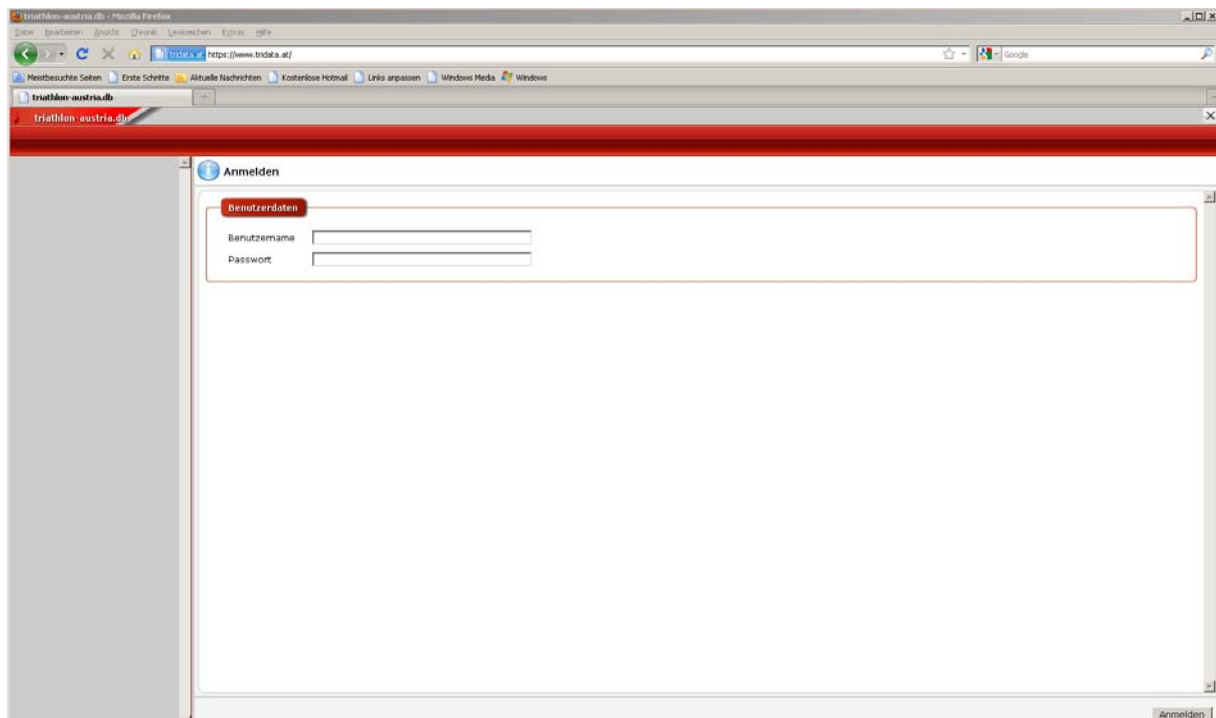 triathlon-austria.db - Mozilla Firefox
Datei Bearbeiten Ansicht Chronik Lesezeichen Extras Hilfe
tridata.at https://www.tridata.at/ Google
Meistbesuchte Seiten Erste Schritte Aktuelle Nachrichten Kostenlose Hotmail Links anpassen Windows Media Windows
triathlon-austria.db
triathlon-austria.db
Anmelden
Benutzerdaten
Benutzername
Passwort
Anmelden